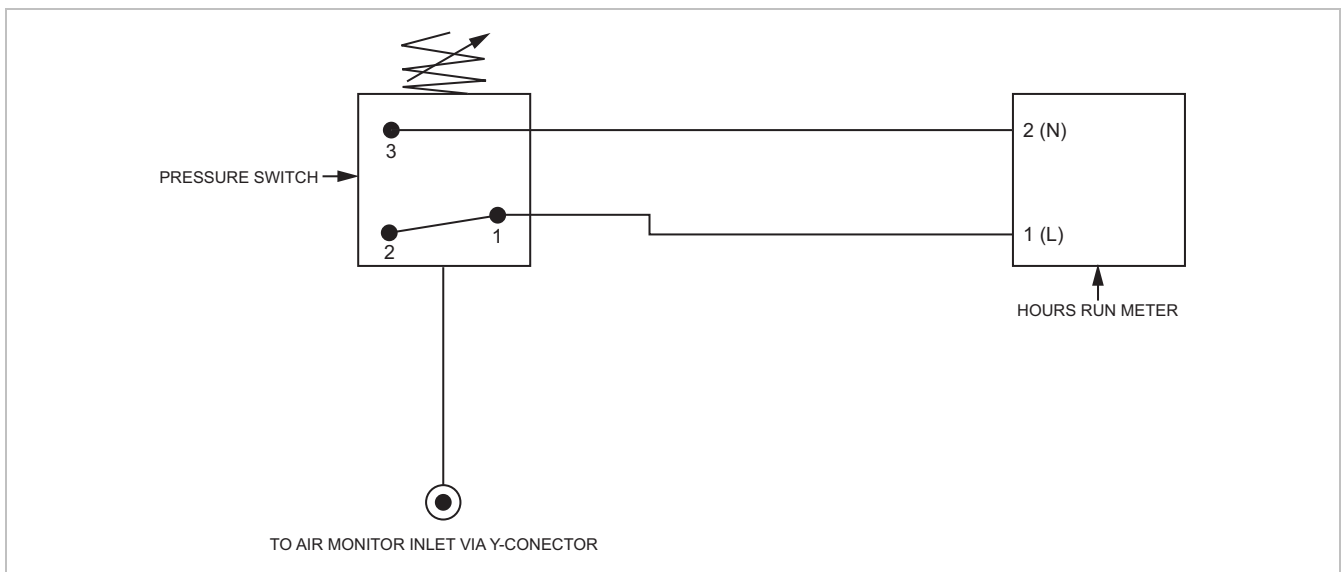 3
2 (N)
PRESSURE SWITCH
1
1 (L)
2
HOURS RUN METER
TO AIR MONITOR INLET VIA Y-CONECTOR